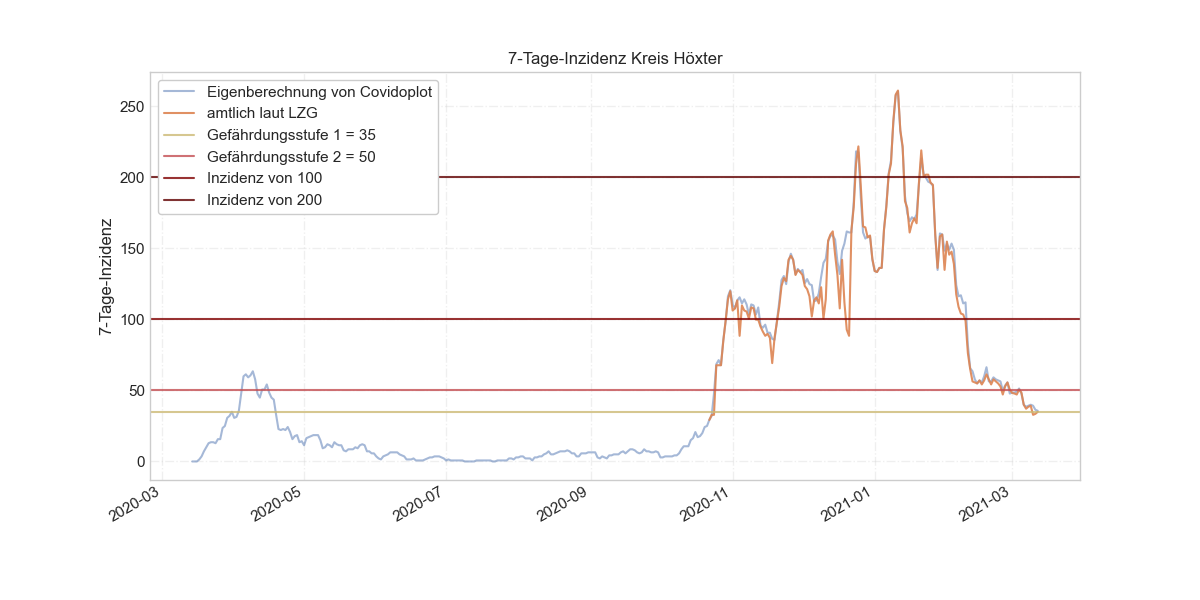 7-Tage-Inzidenz Kreis Höxter
Eigenberechnung von Covidoplot
amtlich laut LZG
Gefährdungsstufe 1 = 35
Gefährdungsstufe 2 = 50
Inzidenz von 100
Inzidenz von 200
7-Tage-Inzidenz
250
200
150
100
50
0
2020-03
2020-05
2020-07
2020-09
2020-11
2021-01
2021-03